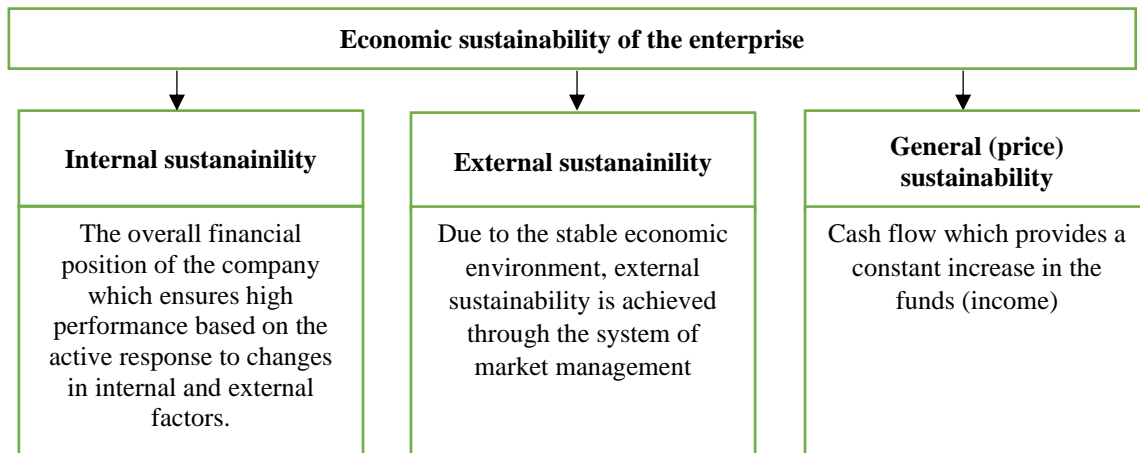 Economic sustainability of the enterprise
Internal sustanainility
The overall financial
position of the company
which ensures high
performance based on the
active response to changes
in internal and external
factors.
External sustanainility
Due to the stable economic
environment, external
sustainability is achieved
through the system of
market management
General (price)
sustainability
Cash flow which provides a
constant increase in the
funds (income)